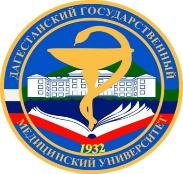 ДАГЕСТАНСКИЙ ГОСУДАРСТВЕННЫЙ
МЕДИЦИНСКИЙ УНИВЕРСИТЕТ
1932